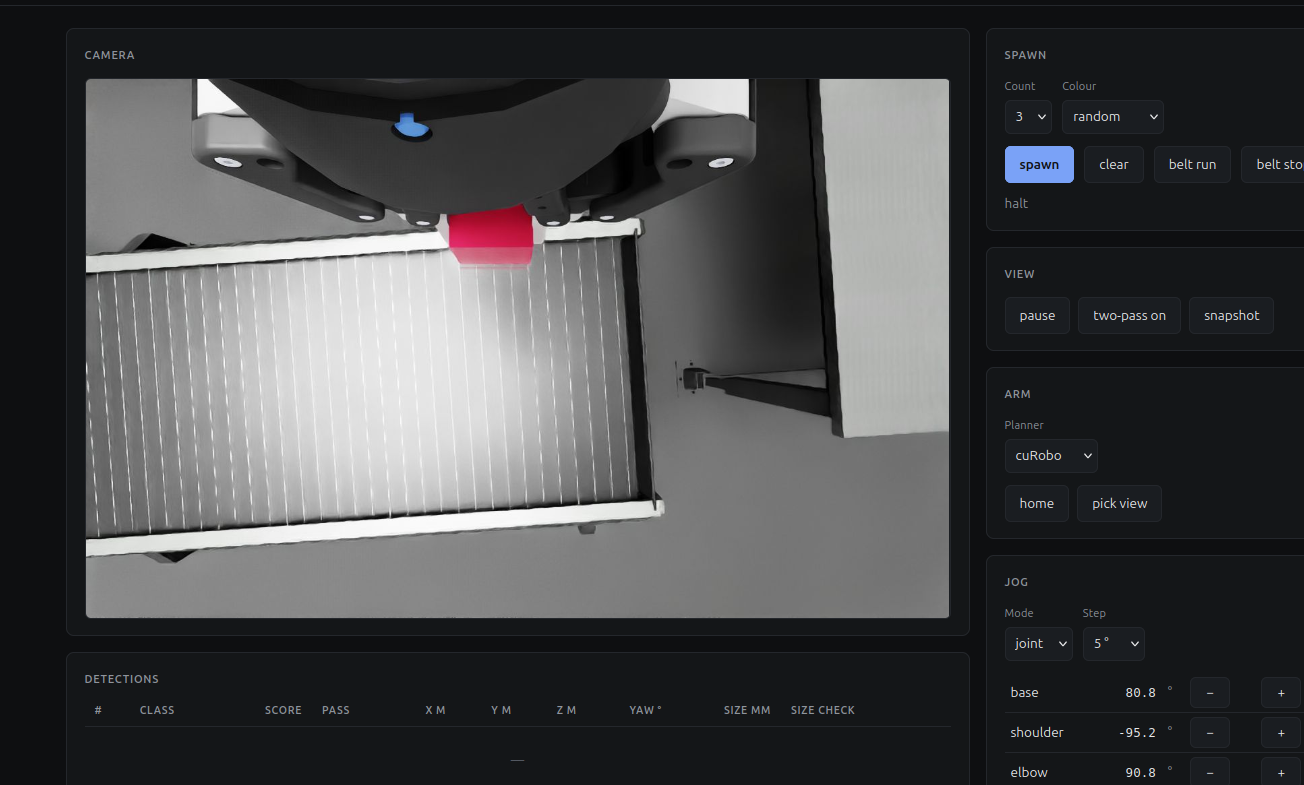 CAMERA
DETECTIONS
# CLASS SCORE PASS X M Y M Z M YAW ° SIZE MM SIZE CHECK
—
SPAWN
Count Colour
3 random
spawn clear belt run belt sto
halt
VIEW
pause two-pass on snapshot
ARM
Planner
cuRobo
home pick view
JOG
Mode Step
joint 5 °
base 80.8 ° − +
shoulder -95.2 ° − +
elbow 90.8 ° − +